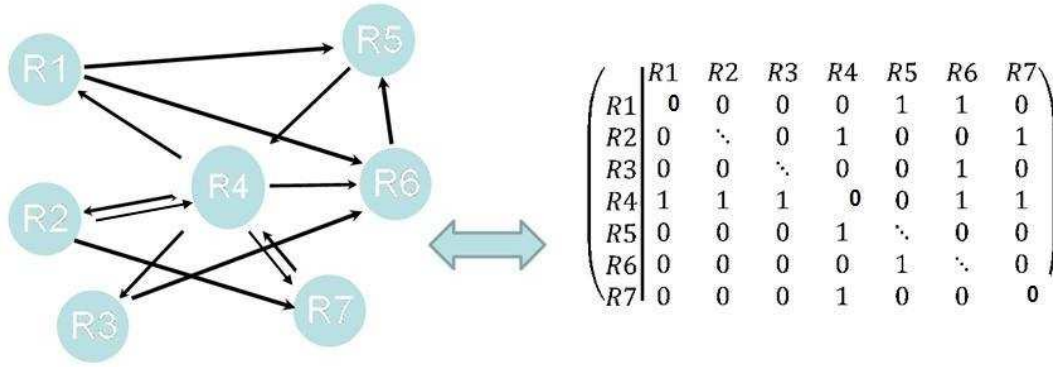 R1
R5
R4
R6
R2
R3
R7
R1 R2 R3 R4 R5 R6 R7
R1 0 0 0 0 1 1 0
R2 0 ⋱ 0 1 0 0 1
R3 0 0 ⋱ 0 0 1 0
R4 1 1 1 0 0 1 1
R5 0 0 0 1 ⋱ 0 0
R6 0 0 0 0 1 ⋱ 0
R7 0 0 0 1 0 0 0